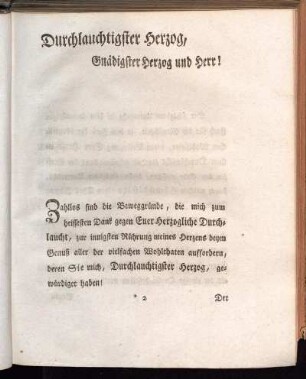 Durchlauchtigster Herzog,
Gnädigster Herzog und Herr!
Zahllos sind die Beweggründe, die mich zum
heissesten Dank gegen Euer Herzogliche Durch-
laucht, zur innigsten Rührung meines Herzens beym
Genuß aller der vielfachen Wohlthaten auffordern,
deren Sie mich, Durchlauchtigster Herzog, ge-
würdiget haben!
* 2 Der